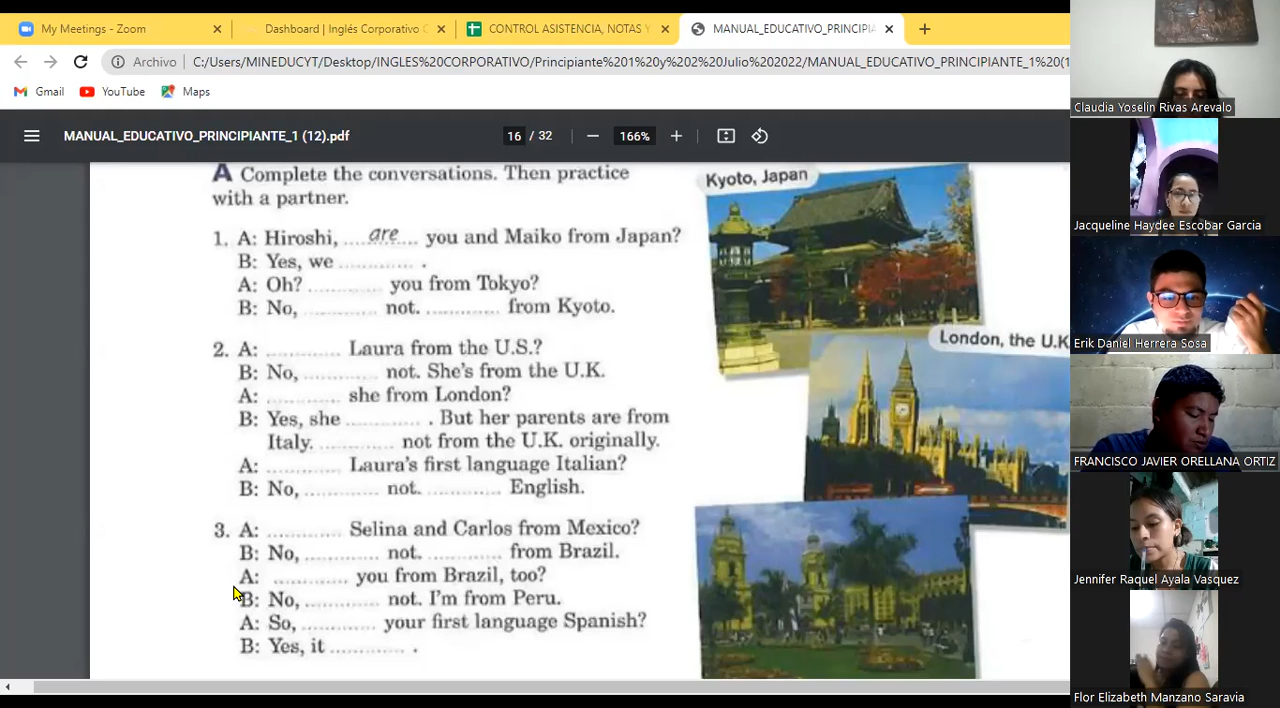 My Meetings - Zoom
Dashboard | Inglés Corporativo
CONTROL ASISTENCIA, NOTAS Y
MANUAL_EDUCATIVO_PRINCIPIA
Archivo
C:/Users/MINEDUCYT/Desktop/INGLES%20CORPORATIVO/Principiante%201%20y%202%20Julio%202022/MANUAL_EDUCATIVO_PRINCIPIANTE_1%20(1
Gmail
YouTube
Maps
MANUAL_EDUCATIVO_PRINCIPIANTE_1 (12).pdf
16 / 32
166%
A Complete the conversations. Then practice
with a partner.
1. A: Hiroshi, ....are.... you and Maiko from Japan?
B: Yes, we ............ .
A: Oh? ............ you from Tokyo?
B: No, ............ not. ............ from Kyoto.
2. A: ............ Laura from the U.S.?
B: No, ............ not. She's from the U.K.
A: ............ she from London?
B: Yes, she ............ . But her parents are from
Italy. ............ not from the U.K. originally.
A: ............ Laura's first language Italian?
B: No, ............ not. ............ English.
3. A: ............ Selina and Carlos from Mexico?
B: No, ............ not. ............ from Brazil.
A: ............ you from Brazil, too?
B: No, ............ not. I'm from Peru.
A: So, ............ your first language Spanish?
B: Yes, it ............ .
Kyoto, Japan
London, the U.K
Claudia Yoselin Rivas Arevalo
Jacqueline Haydee Escobar Garcia
Erik Daniel Herrera Sosa
FRANCISCO JAVIER ORELLANA ORTIZ
Jennifer Raquel Ayala Vasquez
Flor Elizabeth Manzano Saravia